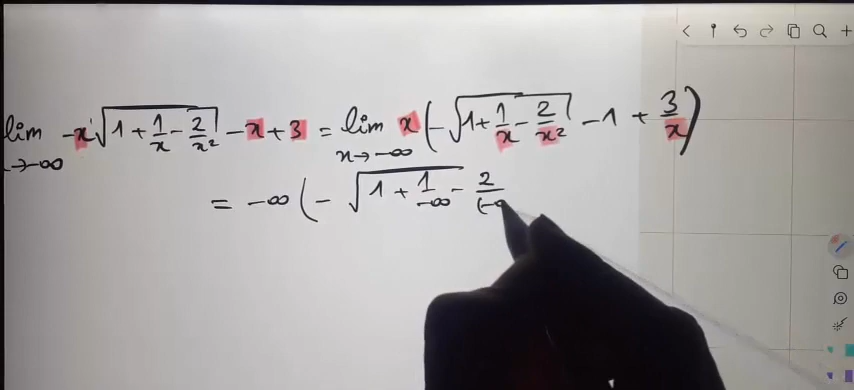 lim -x√(1 + 1/x - 2/x²) - x + 3 = lim x(-√(1 + 1/x - 2/x²) - 1 + 3/x)
→ -∞ x → -∞
= -∞ (-√(1 + 1/-∞ - 2/(-∞